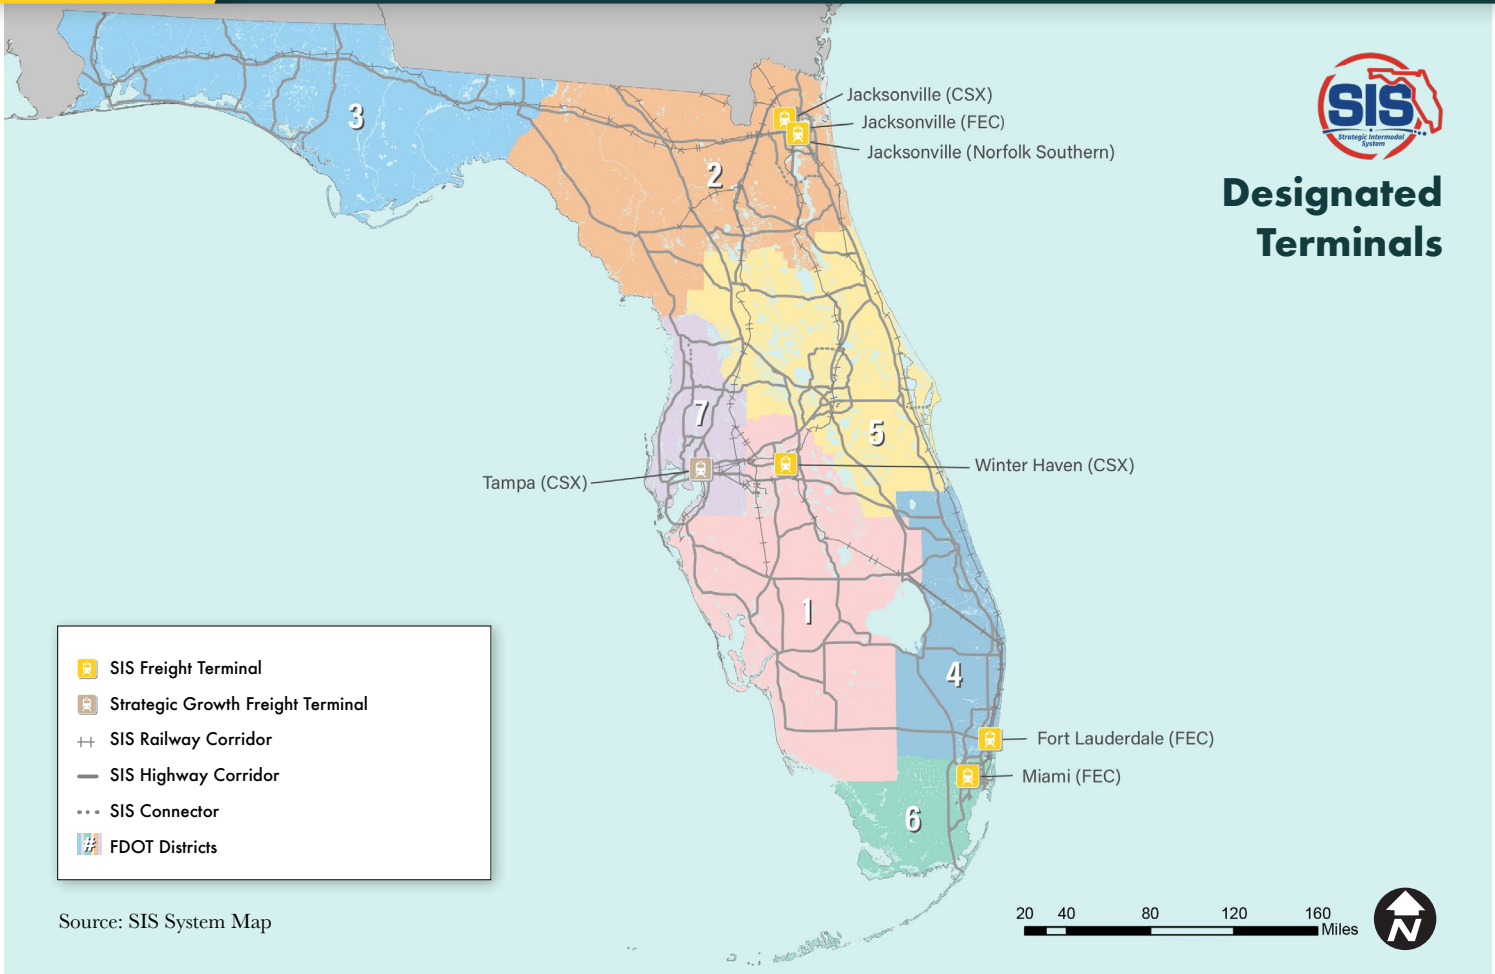 Jacksonville (CSX)
Jacksonville (FEC)
Jacksonville (Norfolk Southern)
SIS
Strategic Intermodal
System
Designated
Terminals
3
2
7
5
Tampa (CSX)
Winter Haven (CSX)
1
4
Fort Lauderdale (FEC)
Miami (FEC)
6
SIS Freight Terminal
Strategic Growth Freight Terminal
SIS Railway Corridor
SIS Highway Corridor
SIS Connector
# FDOT Districts
Source: SIS System Map
20 40 80 120 160
Miles
N